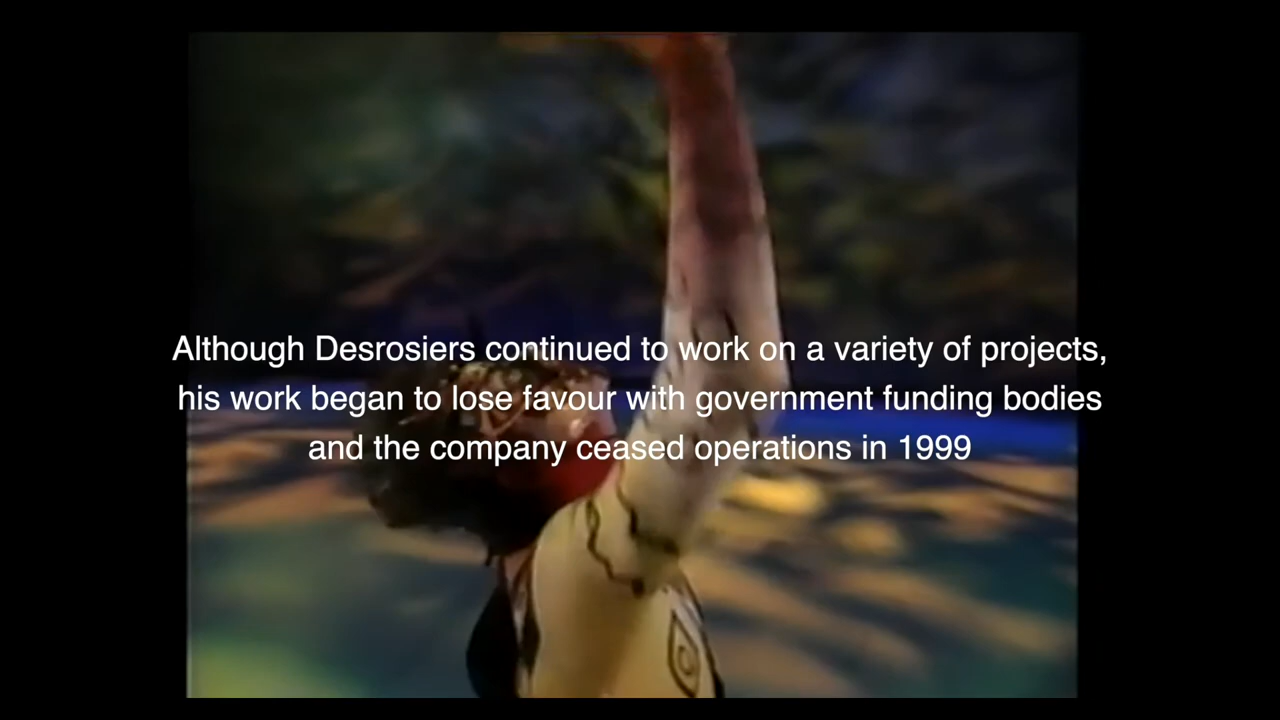 Although Desrosiers continued to work on a variety of projects,
his work began to lose favour with government funding bodies
and the company ceased operations in 1999